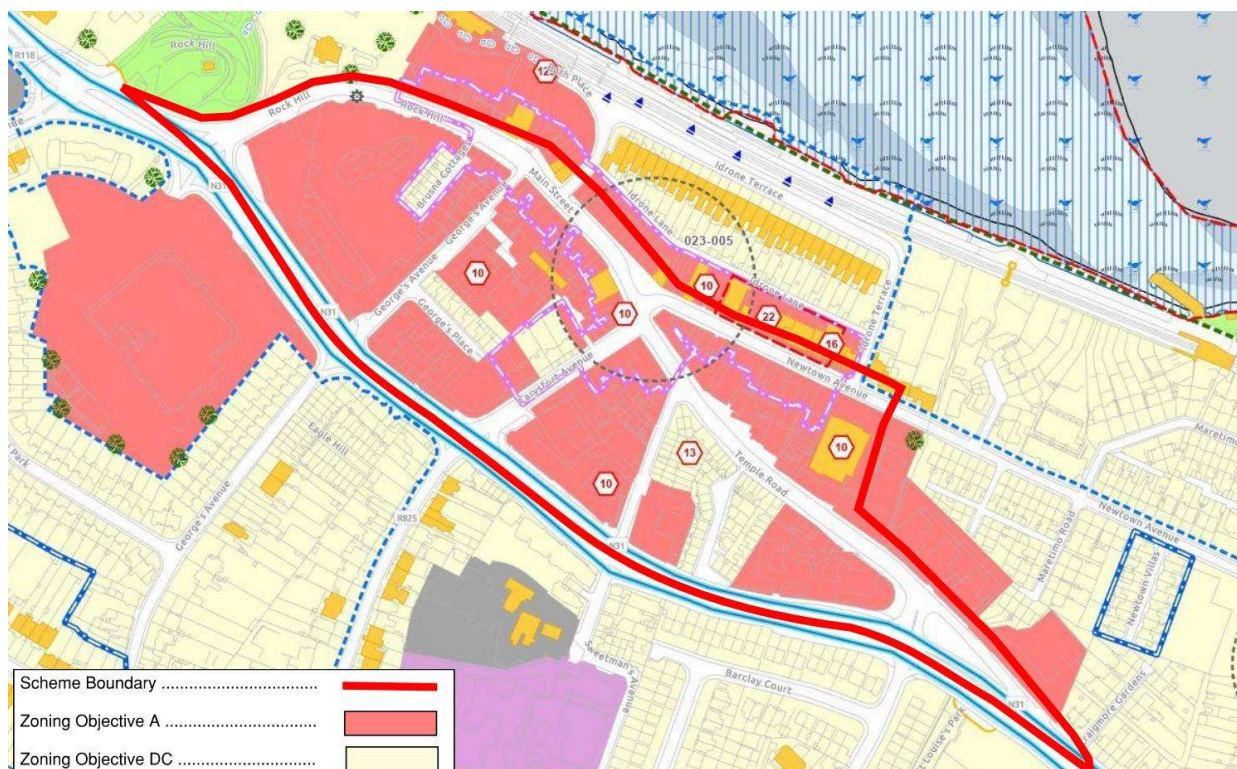 R118
Rock Hill
Rock Hill
Rock Hill
12
Bath Place
N31
Brusna Cottages
George's Avenue
Main Street
Idrone Lane
Idrone Terrace
023-005
George's Avenue
10
10
Idrone Lane
22
16
Idrone Terrace
N31
George's Place
10
Carysfort Avenue
Newtown Avenue
Eagle Hill
13
10
10
Temple Road
Park
George's Avenue
R825
N31
Newtown Avenue
Maretimo Road
Newtown Villas
Sweetman's Avenue
Barclay Court
N31
Scheme Boundary ..................................
Zoning Objective A ..............................
Zoning Objective DC ............................